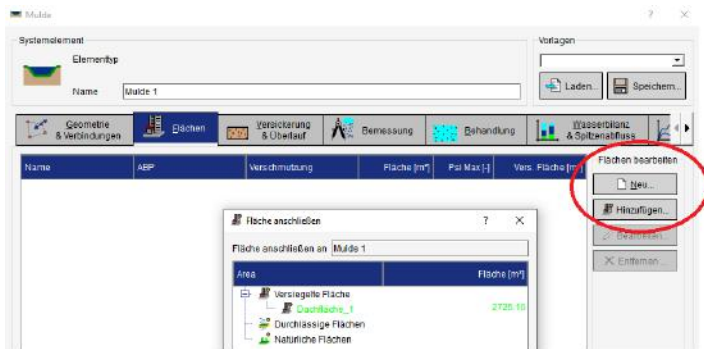 Mulde
Systemelement
Elementtyp
Name Mulde 1
Vorlagen
Laden...
Speichern...
Geometrie & Verbindungen
Flächen
Versickerung & Überlauf
Bemessung
Behandlung
Wasserbilanz & Spitzenabfluss
Name ABP Verschmutzung Fläche [m²] Psi Max [-] Vers. Fläche [m²]
Flächen bearbeiten
Neu...
Hinzufügen...
Bearbeiten...
Entfernen...
Fläche anschließen
Fläche anschließen an Mulde 1
Area Fläche [m²]
Versiegelte Fläche
Dachfläche_1 2725.10
Durchlässige Flächen
Natürliche Flächen